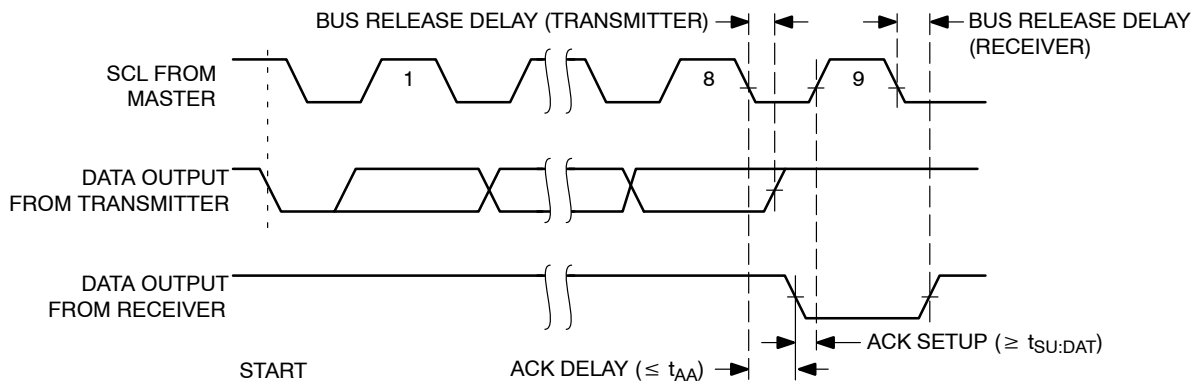 BUS RELEASE DELAY (TRANSMITTER)
BUS RELEASE DELAY
(RECEIVER)
SCL FROM
MASTER
1
8
9
DATA OUTPUT
FROM TRANSMITTER
DATA OUTPUT
FROM RECEIVER
ACK SETUP (≥ tSU:DAT)
START
ACK DELAY (≤ tAA)